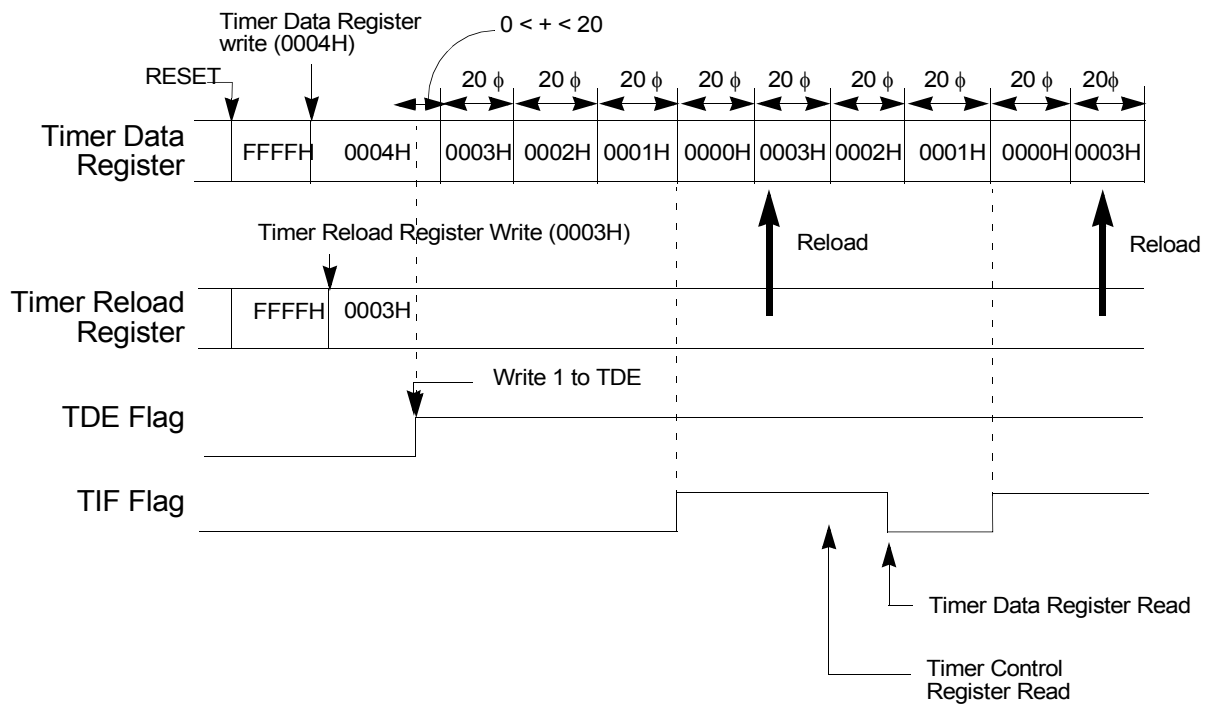 Timer Data Register
write (0004H)
0 < + < 20
RESET
20 ϕ 20 ϕ 20 ϕ 20 ϕ 20 ϕ 20 ϕ 20 ϕ 20 ϕ 20ϕ
Timer Data
Register
FFFFH 0004H 0003H 0002H 0001H 0000H 0003H 0002H 0001H 0000H 0003H
Timer Reload Register Write (0003H)
Reload
Reload
Timer Reload
Register
FFFFH 0003H
Write 1 to TDE
TDE Flag
TIF Flag
Timer Data Register Read
Timer Control
Register Read